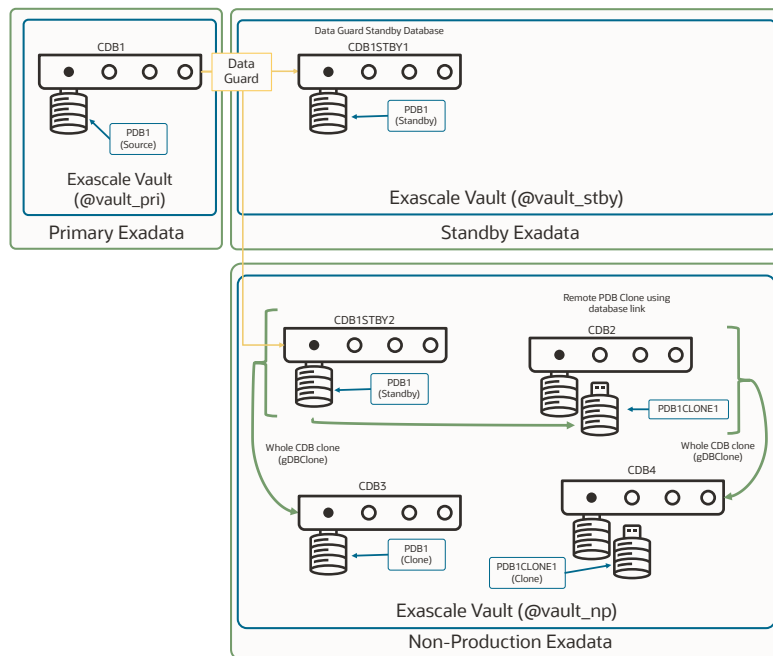 CDB1
PDB1
(Source)
Exascale Vault
(@vault_pri)
Primary Exadata
Data
Guard
Data Guard Standby Database
CDB1STBY1
PDB1
(Standby)
Exascale Vault (@vault_stby)
Standby Exadata
CDB1STBY2
PDB1
(Standby)
Remote PDB Clone using
database link
CDB2
PDB1CLONE1
Whole CDB clone
(gDBClone)
Whole CDB clone
(gDBClone)
CDB3
PDB1
(Clone)
CDB4
PDB1CLONE1
(Clone)
Exascale Vault (@vault_np)
Non-Production Exadata